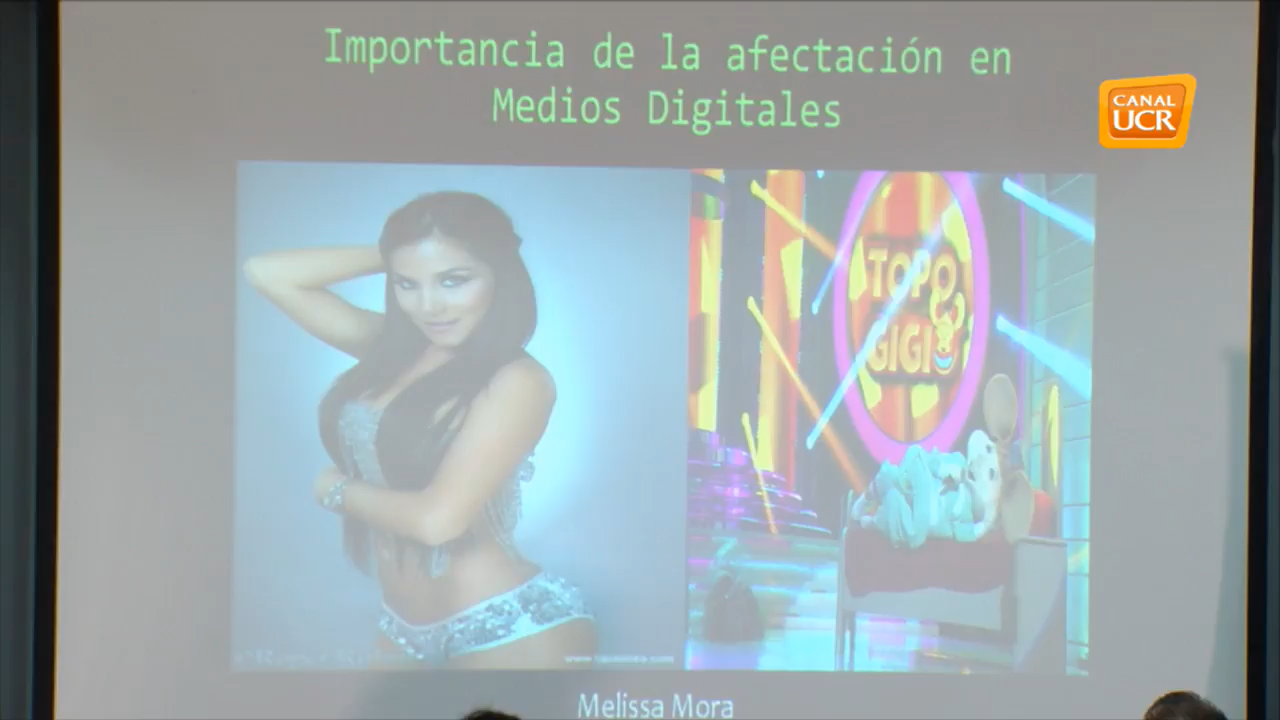 Importancia de la afectación en
Medios Digitales
CANAL
UCR
TOPO
GIGIO
Melissa Mora